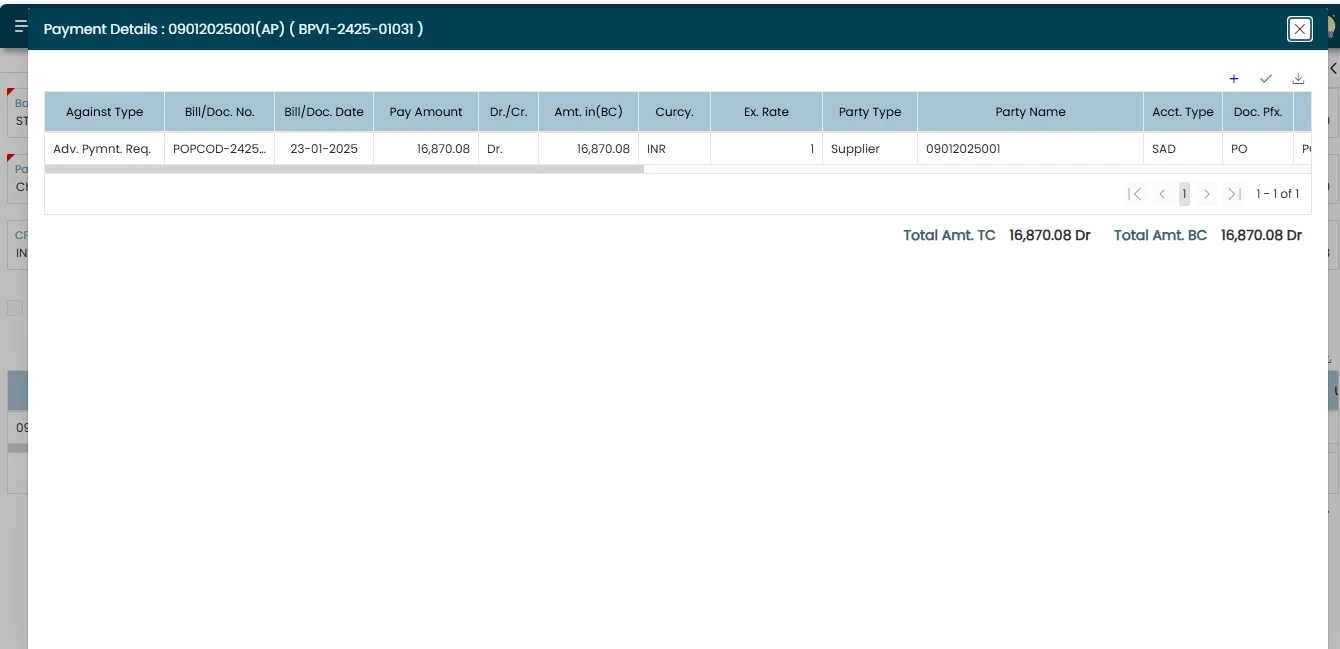 Payment Details : 09012025001(AP) ( BPV1-2425-01031 )
Against Type Bill/Doc. No. Bill/Doc. Date Pay Amount Dr./Cr. Amt. in(BC) Curcy. Ex. Rate Party Type Party Name Acct. Type Doc. Pfx.
Adv. Pymnt. Req. POPCOD-2425... 23-01-2025 16,870.08 Dr. 16,870.08 INR 1 Supplier 09012025001 SAD PO
1 1 - 1 of 1
Total Amt. TC 16,870.08 Dr Total Amt. BC 16,870.08 Dr